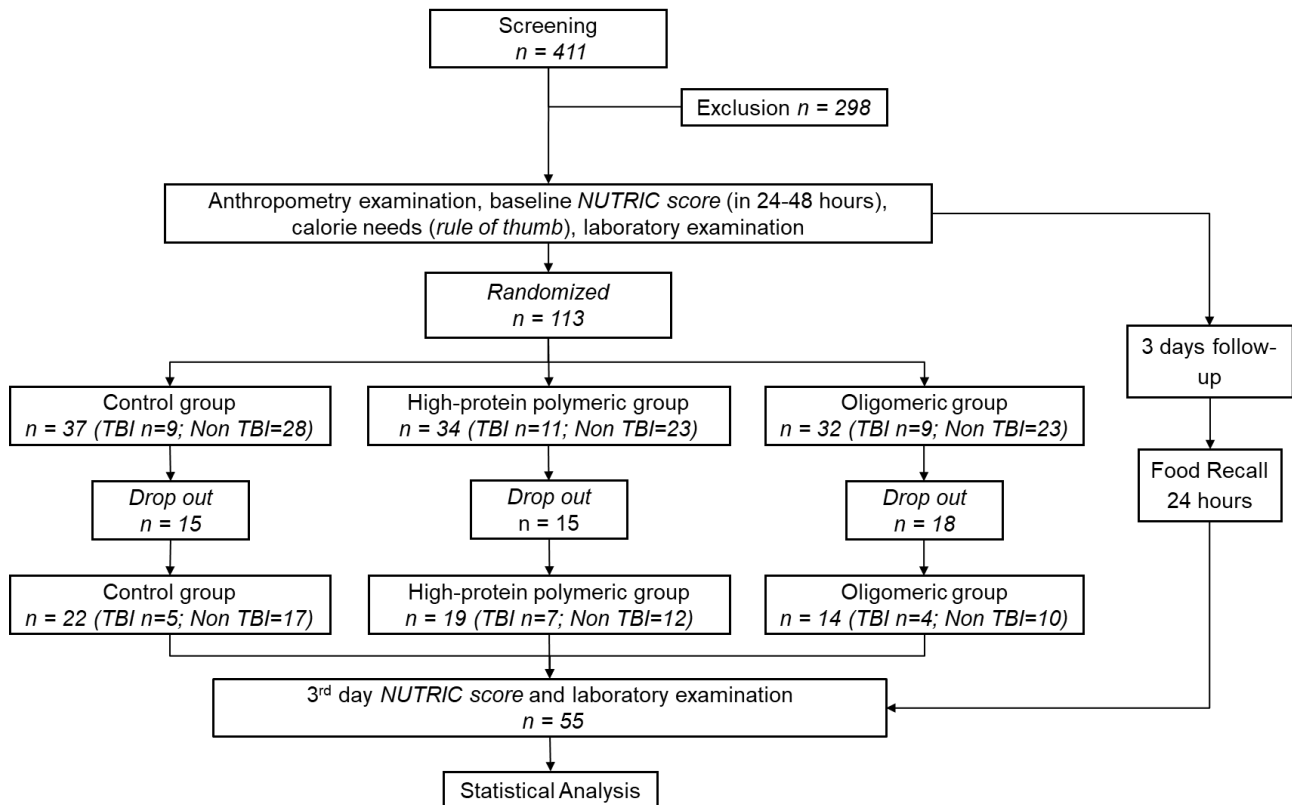 Screening
n = 411
Exclusion n = 298
Anthropometry examination, baseline NUTRIC score (in 24-48 hours),
calorie needs (rule of thumb), laboratory examination
Randomized
n = 113
3 days follow-
up
Control group
n = 37 (TBI n=9; Non TBI=28)
High-protein polymeric group
n = 34 (TBI n=11; Non TBI=23)
Oligomeric group
n = 32 (TBI n=9; Non TBI=23)
Food Recall
24 hours
Drop out
n = 15
Drop out
n = 15
Drop out
n = 18
Control group
n = 22 (TBI n=5; Non TBI=17)
High-protein polymeric group
n = 19 (TBI n=7; Non TBI=12)
Oligomeric group
n = 14 (TBI n=4; Non TBI=10)
3rd day NUTRIC score and laboratory examination
n = 55
Statistical Analysis